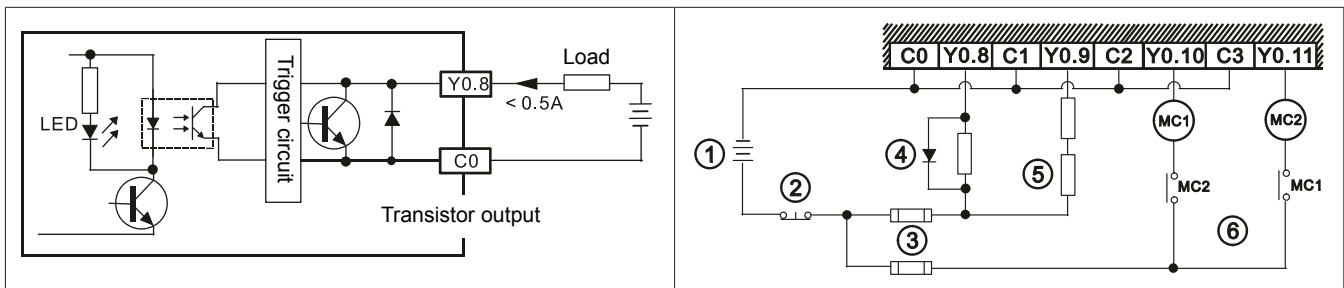 LED
Trigger circuit
Y0.8
< 0.5A
Load
C0
Transistor output
C0 Y0.8 C1 Y0.9 C2 Y0.10 C3 Y0.11
MC1
MC2
①
④
⑤
②
③
MC2
MC1
⑥